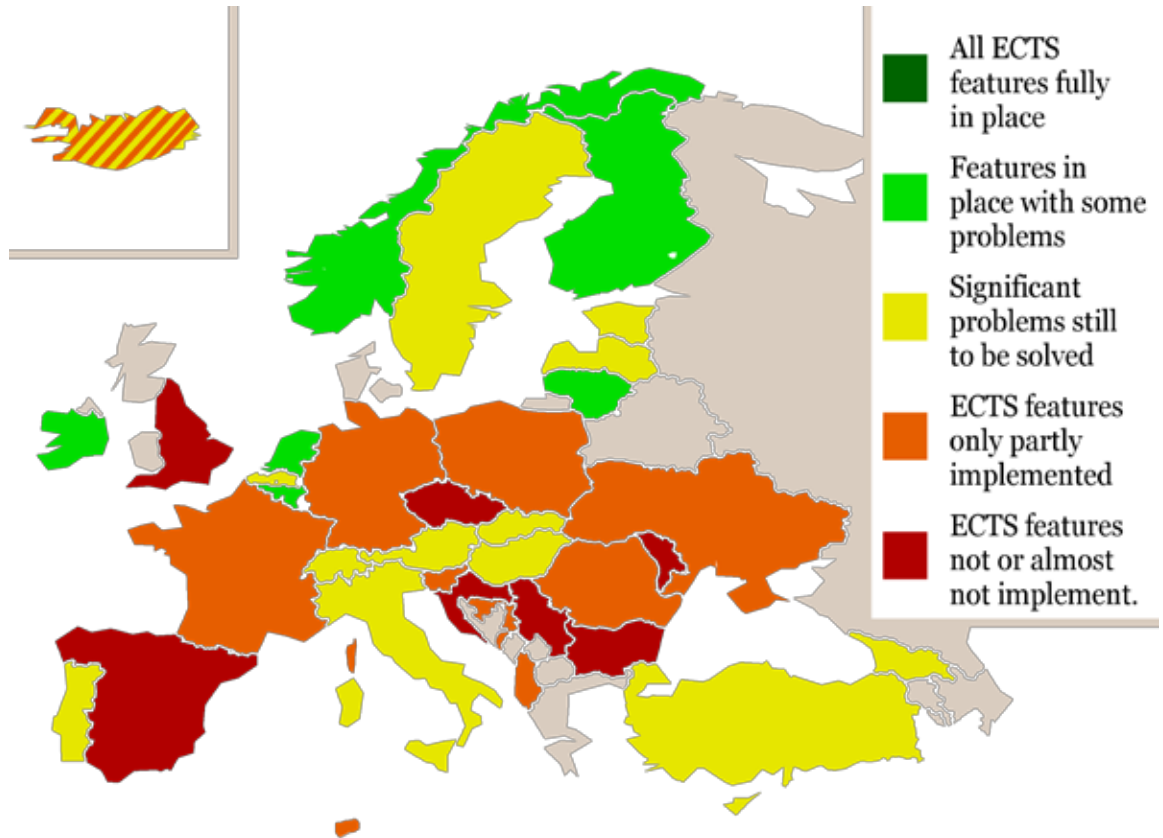 All ECTS
features fully
in place
Features in
place with some
problems
Significant
problems still
to be solved
ECTS features
only partly
implemented
ECTS features
not or almost
not implement.